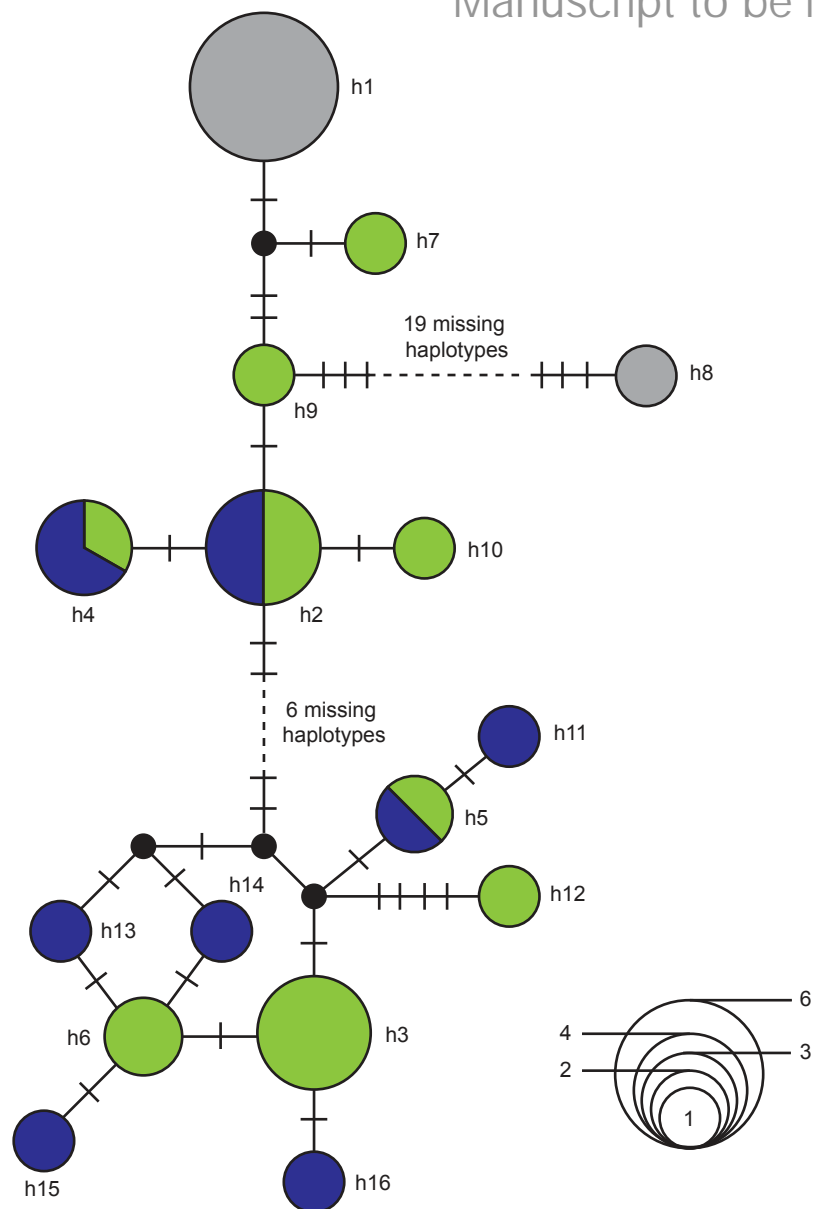 Manuscript to be
h1
h7
19 missing
haplotypes
h8
h9
h10
h4
h2
6 missing
haplotypes
h11
h5
h14
h12
h13
h6
h3
h15
h16
6
4
3
2
1